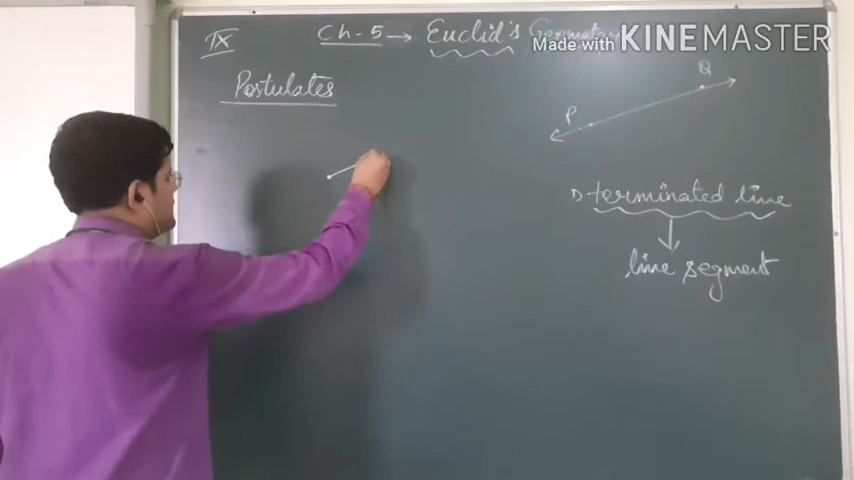 IX
Ch-5 → Euclid's Geometry
Made with KINEMASTER
Postulates
P
Q
terminated line
line segment